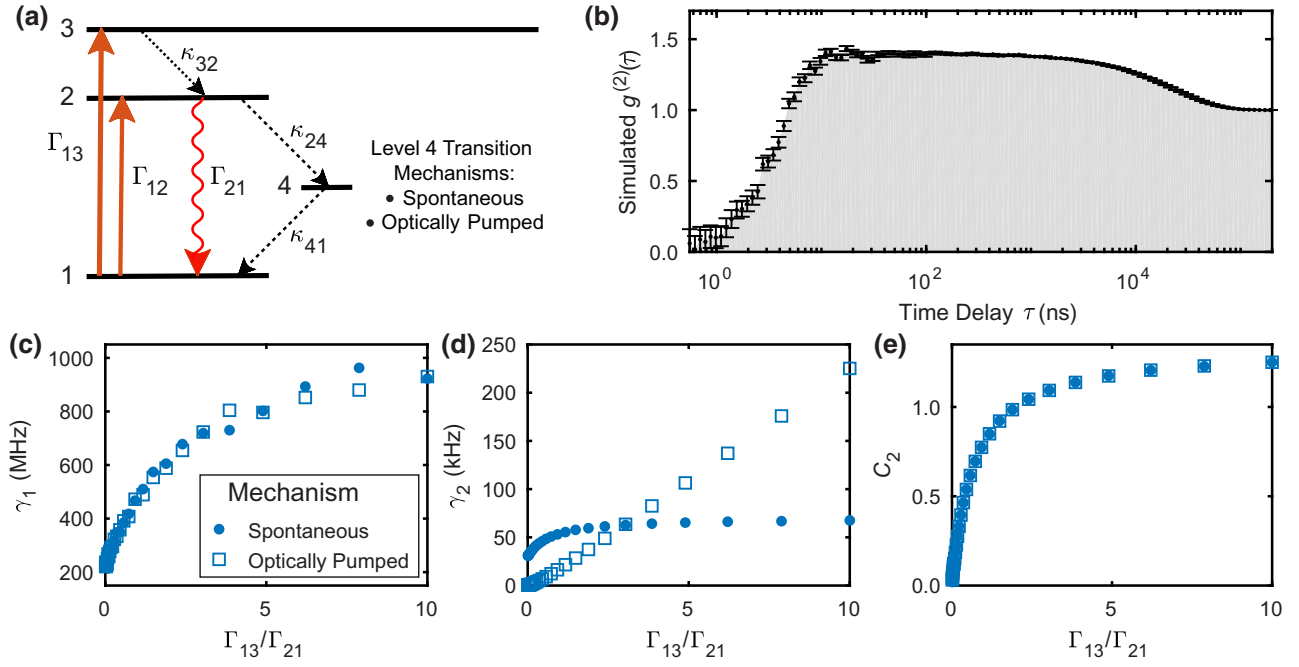 (a)
3
κ32
2
Γ13
Γ12
Γ21
κ24
4
κ41
1
Level 4 Transition
Mechanisms:
• Spontaneous
• Optically Pumped
(b)
Simulated g(2)(τ)
1.5
1.0
0.5
0.0
10^0
10^2
10^4
Time Delay τ (ns)
(c)
γ1 (MHz)
1000
800
600
400
200
Mechanism
Spontaneous
Optically Pumped
0
5
10
Γ13/Γ21
(d)
γ2 (kHz)
250
200
150
100
50
0
0
5
10
Γ13/Γ21
(e)
C2
1.0
0.5
0.0
0
5
10
Γ13/Γ21